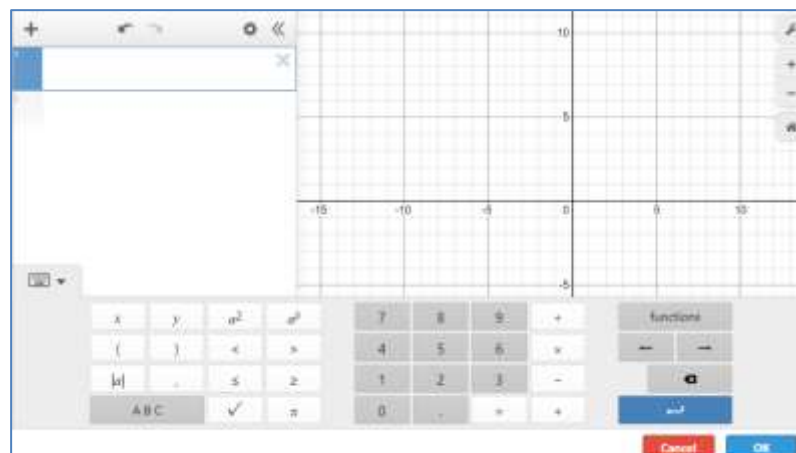 +
10
5
-15 -10 -5 0 5 10
-5
x y a² aᵇ 7 8 9 ÷ functions
( ) < > 4 5 6 × ← →
|a| , ≤ ≥ 1 2 3 −
A B C √ π 0 . = +
Cancel OK